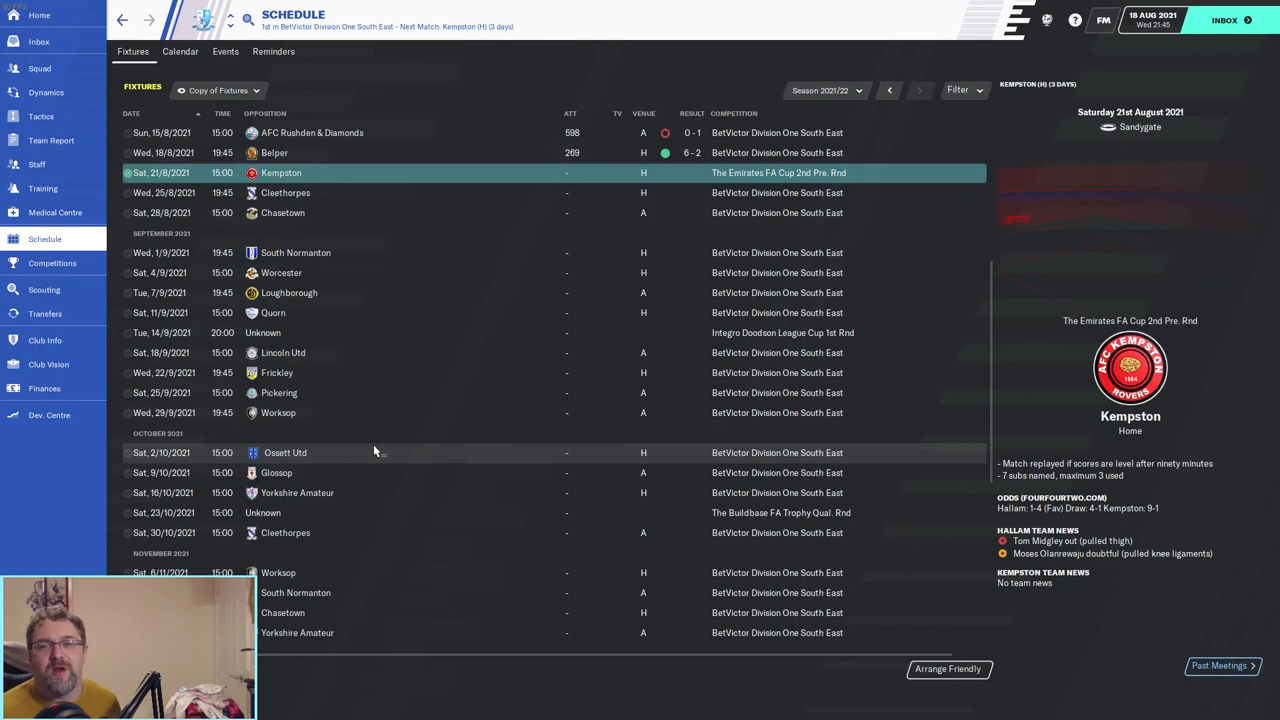 60 FPS
Home
SCHEDULE
1st in BetVictor Division One South East - Next Match: Kempston (H) (3 days)
FM
18 AUG 2021
Wed 21:45
INBOX
Inbox
Squad
Dynamics
Tactics
Team Report
Staff
Training
Medical Centre
Schedule
Competitions
Scouting
Transfers
Club Info
Club Vision
Finances
Dev. Centre
Fixtures Calendar Events Reminders
FIXTURES Copy of Fixtures Season 2021/22 Filter
DATE TIME OPPOSITION ATT TV VENUE RESULT COMPETITION
Sun, 15/8/2021 15:00 AFC Rushden & Diamonds 598 A 0 - 1 BetVictor Division One South East
Wed, 18/8/2021 19:45 Belper 269 H 6 - 2 BetVictor Division One South East
Sat, 21/8/2021 15:00 Kempston - H The Emirates FA Cup 2nd Pre. Rnd
Wed, 25/8/2021 19:45 Cleethorpes - H BetVictor Division One South East
Sat, 28/8/2021 15:00 Chasetown - A BetVictor Division One South East
SEPTEMBER 2021
Wed, 1/9/2021 19:45 South Normanton - H BetVictor Division One South East
Sat, 4/9/2021 15:00 Worcester - H BetVictor Division One South East
Tue, 7/9/2021 19:45 Loughborough - A BetVictor Division One South East
Sat, 11/9/2021 15:00 Quorn - H BetVictor Division One South East
Tue, 14/9/2021 20:00 Unknown - Integro Doodson League Cup 1st Rnd
Sat, 18/9/2021 15:00 Lincoln Utd - A BetVictor Division One South East
Wed, 22/9/2021 19:45 Frickley - H BetVictor Division One South East
Sat, 25/9/2021 15:00 Pickering - A BetVictor Division One South East
Wed, 29/9/2021 19:45 Worksop - A BetVictor Division One South East
OCTOBER 2021
Sat, 2/10/2021 15:00 Ossett Utd - H BetVictor Division One South East
Sat, 9/10/2021 15:00 Glossop - A BetVictor Division One South East
Sat, 16/10/2021 15:00 Yorkshire Amateur - H BetVictor Division One South East
Sat, 23/10/2021 15:00 Unknown - The Buildbase FA Trophy Qual. Rnd
Sat, 30/10/2021 15:00 Cleethorpes - A BetVictor Division One South East
NOVEMBER 2021
Sat, 6/11/2021 15:00 Worksop - H BetVictor Division One South East
South Normanton - A BetVictor Division One South East
Chasetown - H BetVictor Division One South East
Yorkshire Amateur - A BetVictor Division One South East
Arrange Friendly
KEMPSTON (H) (3 DAYS)
Saturday 21st August 2021
Sandygate
The Emirates FA Cup 2nd Pre. Rnd
AFC KEMPSTON
1884
ROVERS
Kempston
Home
- Match replayed if scores are level after ninety minutes
- 7 subs named, maximum 3 used
ODDS (FOURFOURTWO.COM)
Hallam: 1-4 (Fav) Draw: 4-1 Kempston: 9-1
HALLAM TEAM NEWS
Tom Midgley out (pulled thigh)
Moses Olanrewaju doubtful (pulled knee ligaments)
KEMPSTON TEAM NEWS
No team news
Past Meetings